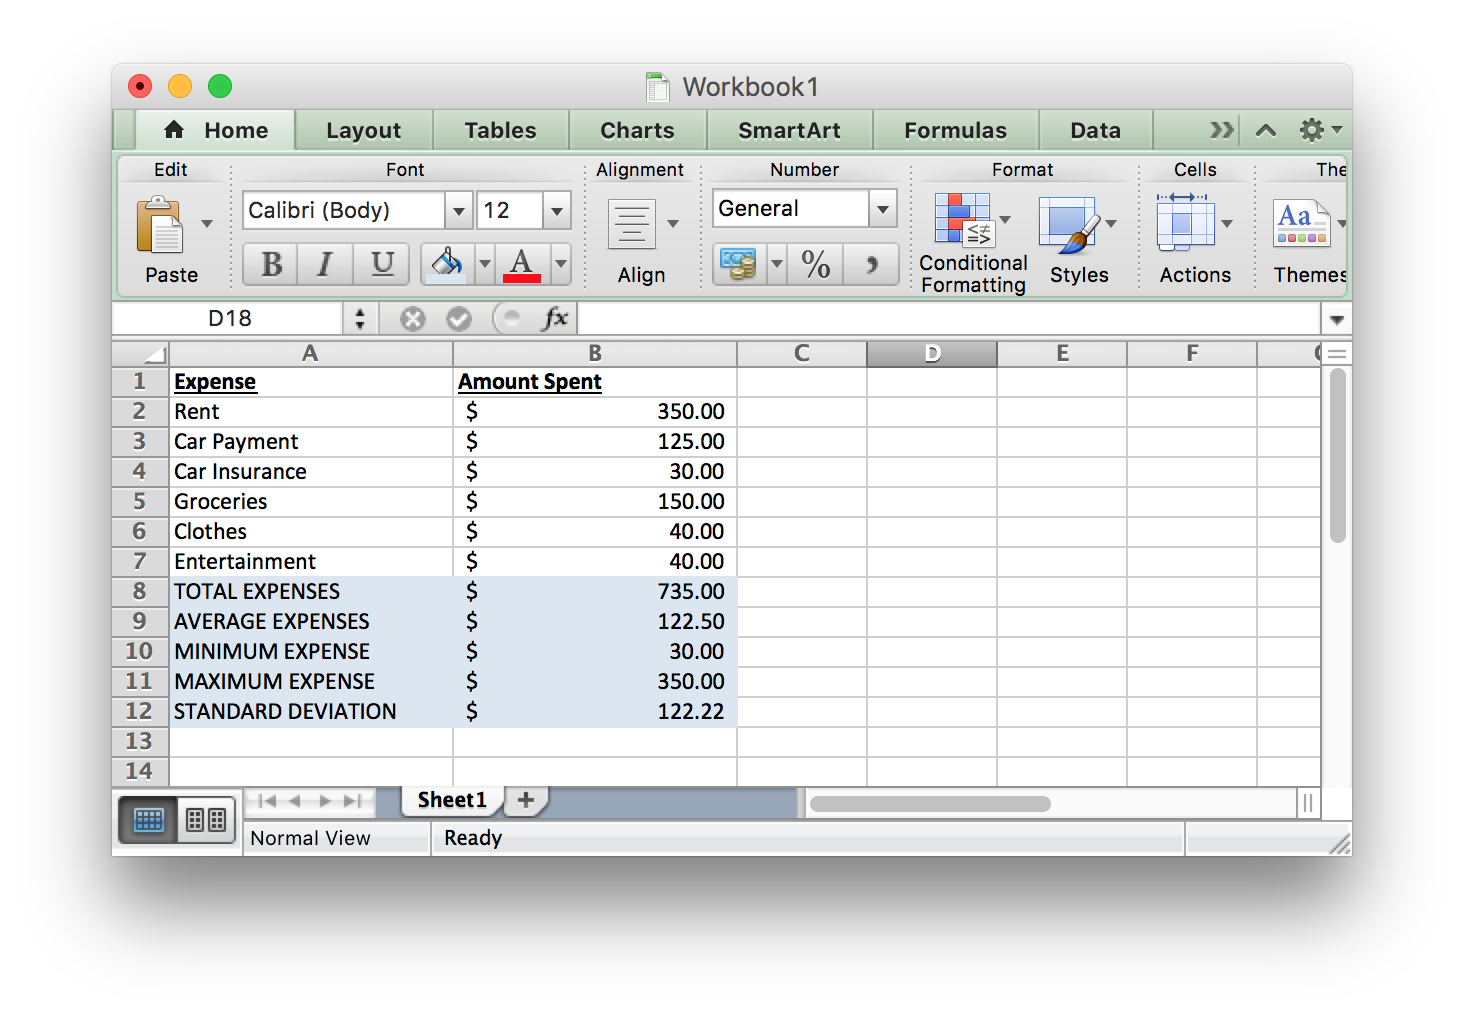 Workbook1
Home Layout Tables Charts SmartArt Formulas Data
Edit Font Alignment Number Format Cells The
Calibri (Body) 12 General
B I U A % , Aa
Paste Align Conditional Formatting Styles Actions Themes
D18 fx
A B C D E F
1 Expense Amount Spent
2 Rent $ 350.00
3 Car Payment $ 125.00
4 Car Insurance $ 30.00
5 Groceries $ 150.00
6 Clothes $ 40.00
7 Entertainment $ 40.00
8 TOTAL EXPENSES $ 735.00
9 AVERAGE EXPENSES $ 122.50
10 MINIMUM EXPENSE $ 30.00
11 MAXIMUM EXPENSE $ 350.00
12 STANDARD DEVIATION $ 122.22
13
14
Sheet1 +
Normal View Ready